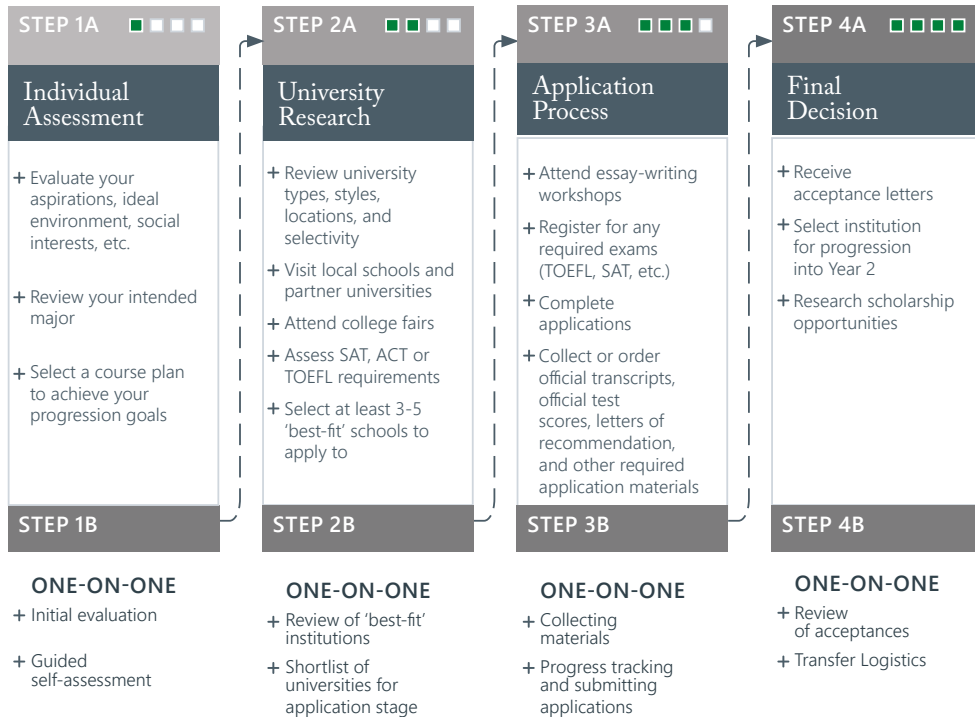 STEP 1A
Individual
Assessment
+ Evaluate your
aspirations, ideal
environment, social
interests, etc.
+ Review your intended
major
+ Select a course plan
to achieve your
progression goals
STEP 1B
ONE-ON-ONE
+ Initial evaluation
+ Guided
self-assessment
STEP 2A
University
Research
+ Review university
types, styles,
locations, and
selectivity
+ Visit local schools and
partner universities
+ Attend college fairs
+ Assess SAT, ACT or
TOEFL requirements
+ Select at least 3-5
‘best-fit’ schools to
apply to
STEP 2B
ONE-ON-ONE
+ Review of ‘best-fit’
institutions
+ Shortlist of
universities for
application stage
STEP 3A
Application
Process
+ Attend essay-writing
workshops
+ Register for any
required exams
(TOEFL, SAT, etc.)
+ Complete
applications
+ Collect or order
official transcripts,
official test
scores, letters of
recommendation,
and other required
application materials
STEP 3B
ONE-ON-ONE
+ Collecting
materials
+ Progress tracking
and submitting
applications
STEP 4A
Final
Decision
+ Receive
acceptance letters
+ Select institution
for progression
into Year 2
+ Research scholarship
opportunities
STEP 4B
ONE-ON-ONE
+ Review
of acceptances
+ Transfer Logistics